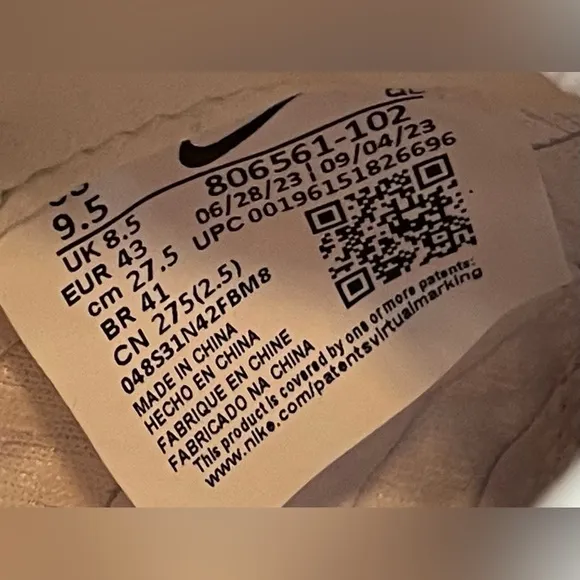 9.5
UK 8.5
EUR 43
cm 27.5
BR 41
CN 275(2.5)
048S31N42FBM8
806561-102
06/28/23 | 09/04/23
UPC 00196151826696
MADE IN CHINA
HECHO EN CHINA
FABRIQUE EN CHINE
FABRICADO NA CHINA
This product is covered by one or more patents:
www.nike.com/patentsvirtualmarking